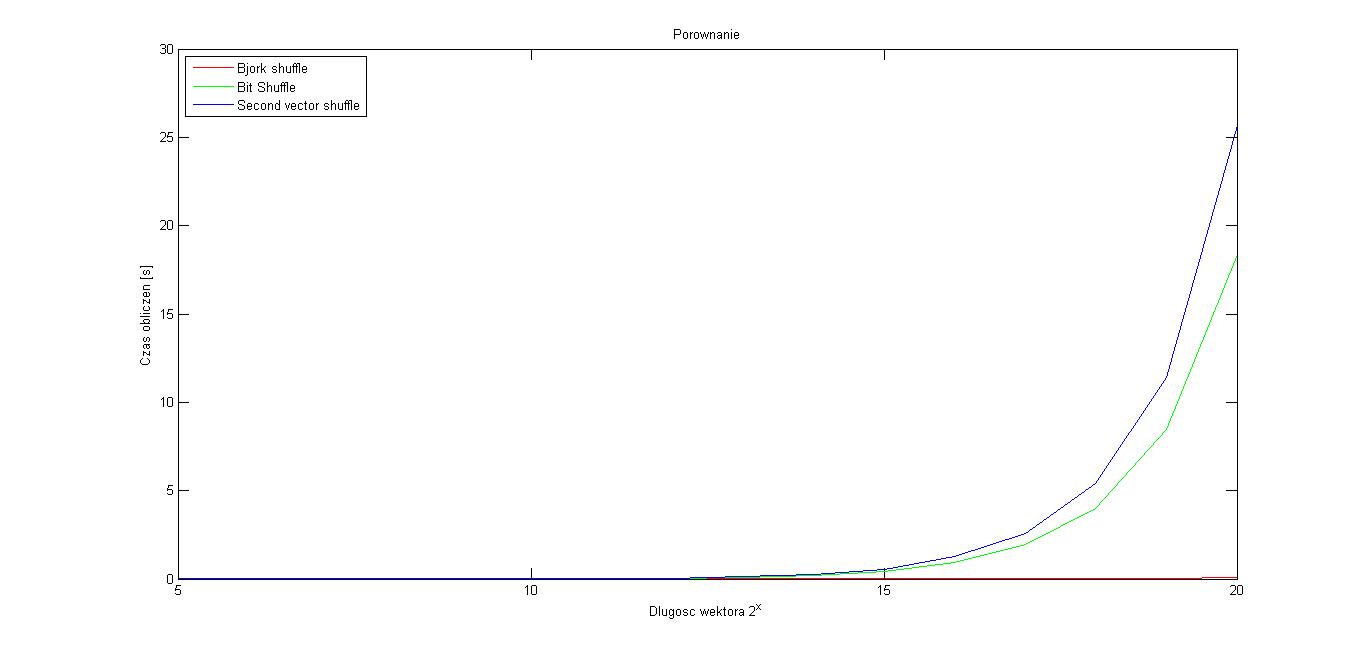 Porownanie
30
Bjork shuffle
Bit Shuffle
Second vector shuffle
25
20
15
Czas obliczen [s]
10
5
0
5 10 15 20
Dlugosc wektora 2^x